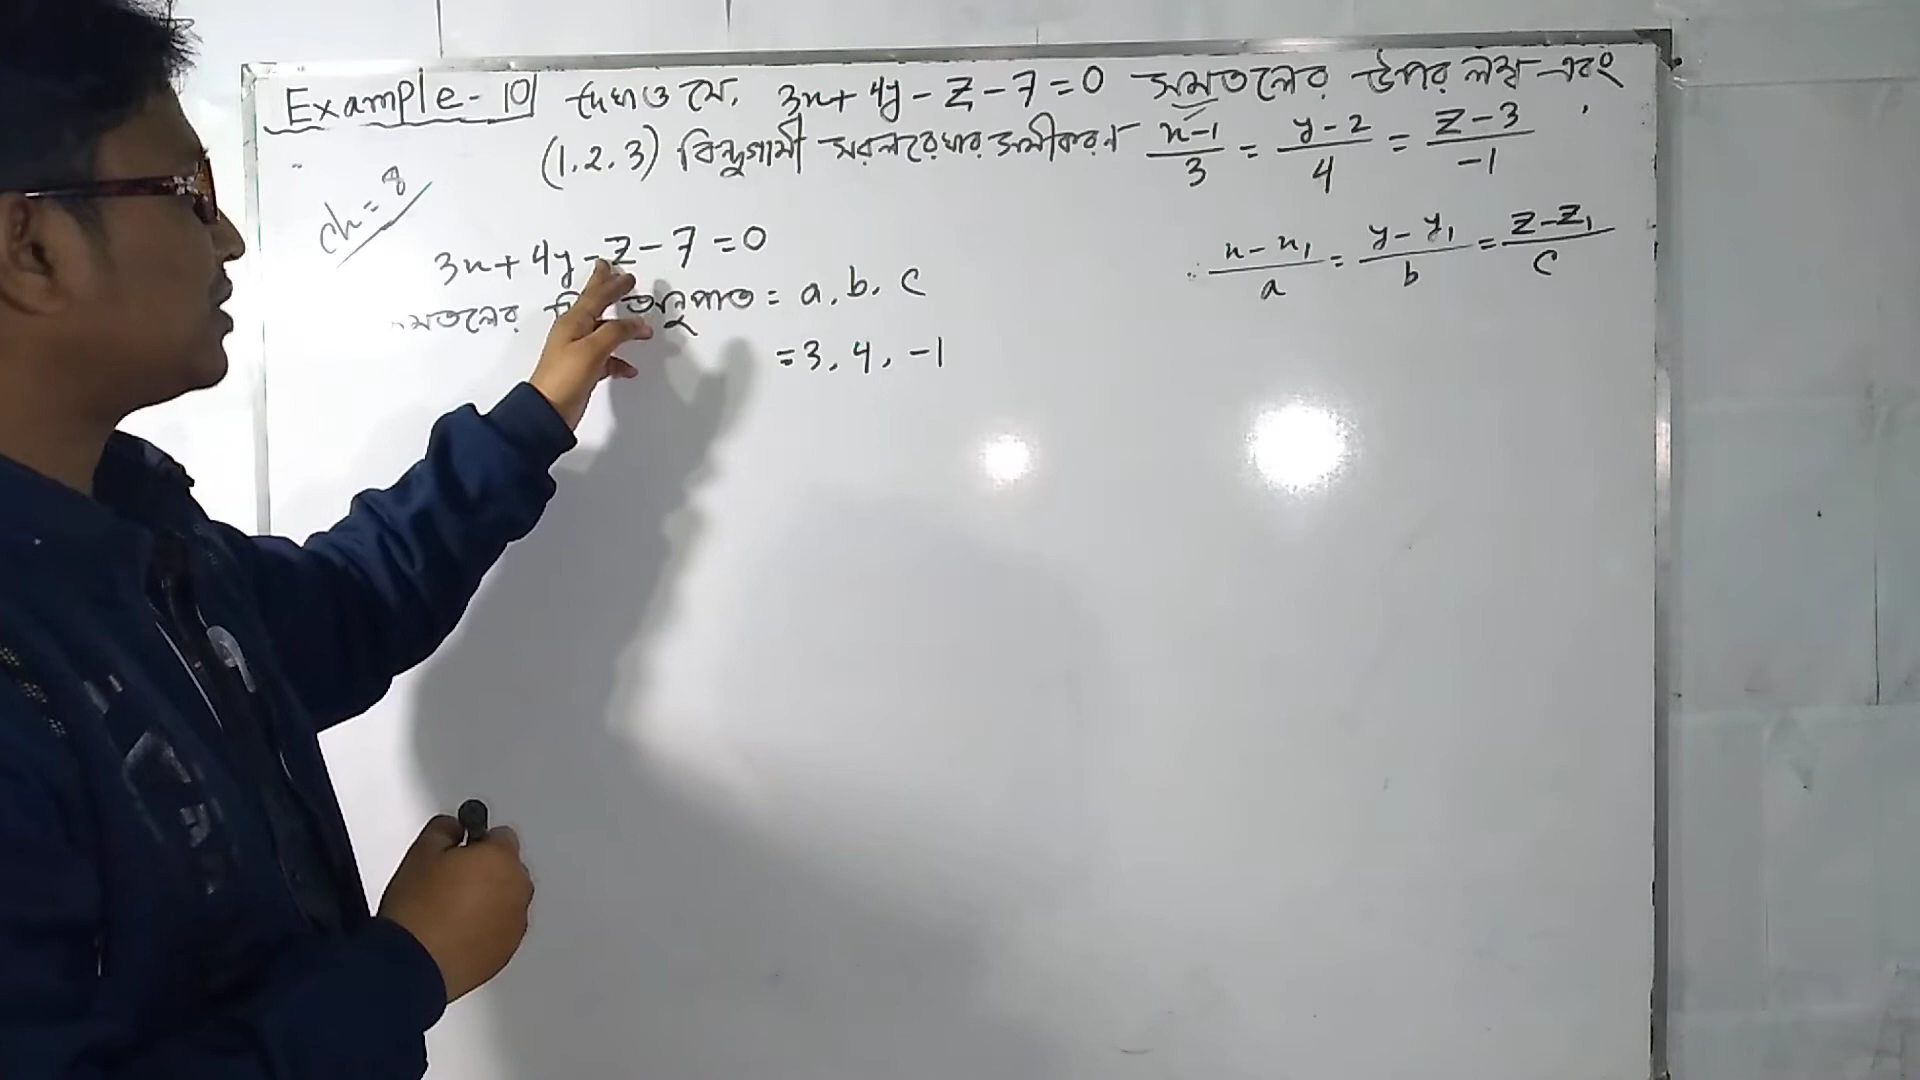 Example-10 দেখাও যে, 3x+4y-z-7=0 সমতলের উপর লম্ব এবং
(1,2,3) বিন্দুগামী সরলরেখার সমীকরণ (x-1)/3 = (y-2)/4 = (z-3)/-1
ch=8
3x+4y-z-7=0
সমতলের অনুপাত = a, b, c
=3, 4, -1
(x-x₁)/a = (y-y₁)/b = (z-z₁)/c